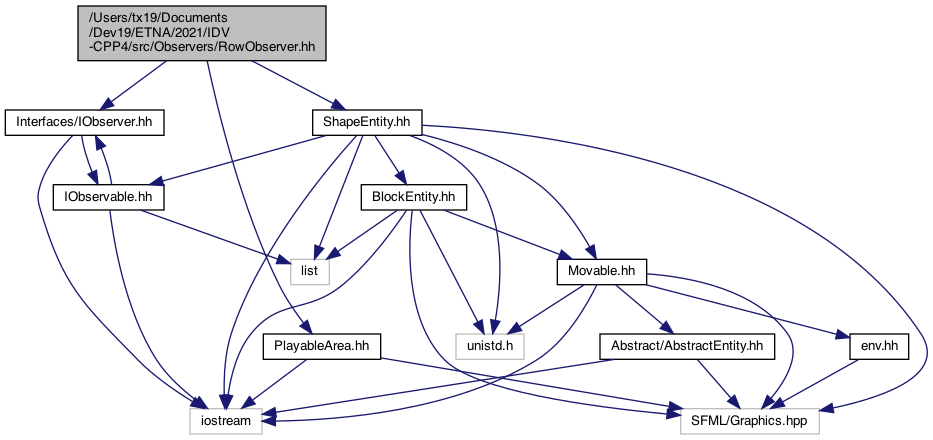 /Users/tx19/Documents
/Dev19/ETNA/2021/IDV
-CPP4/src/Observers/RowObserver.hh
Interfaces/IObserver.hh
ShapeEntity.hh
IObservable.hh
BlockEntity.hh
list
Movable.hh
PlayableArea.hh
unistd.h
Abstract/AbstractEntity.hh
env.hh
iostream
SFML/Graphics.hpp